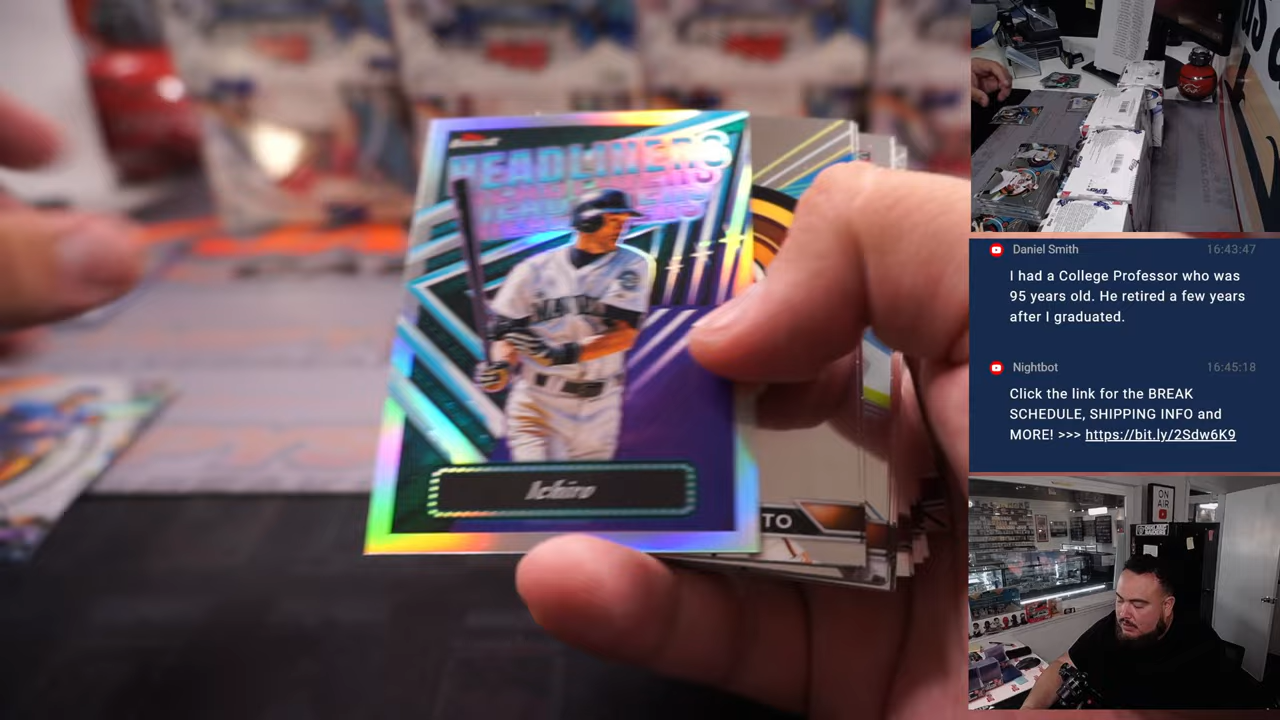 HEADLINERS
Ichiro
TO
Daniel Smith
16:43:47
I had a College Professor who was
95 years old. He retired a few years
after I graduated.
Nightbot
16:45:18
Click the link for the BREAK
SCHEDULE, SHIPPING INFO and
MORE! >>> https://bit.ly/2Sdw6K9
ON
AIR